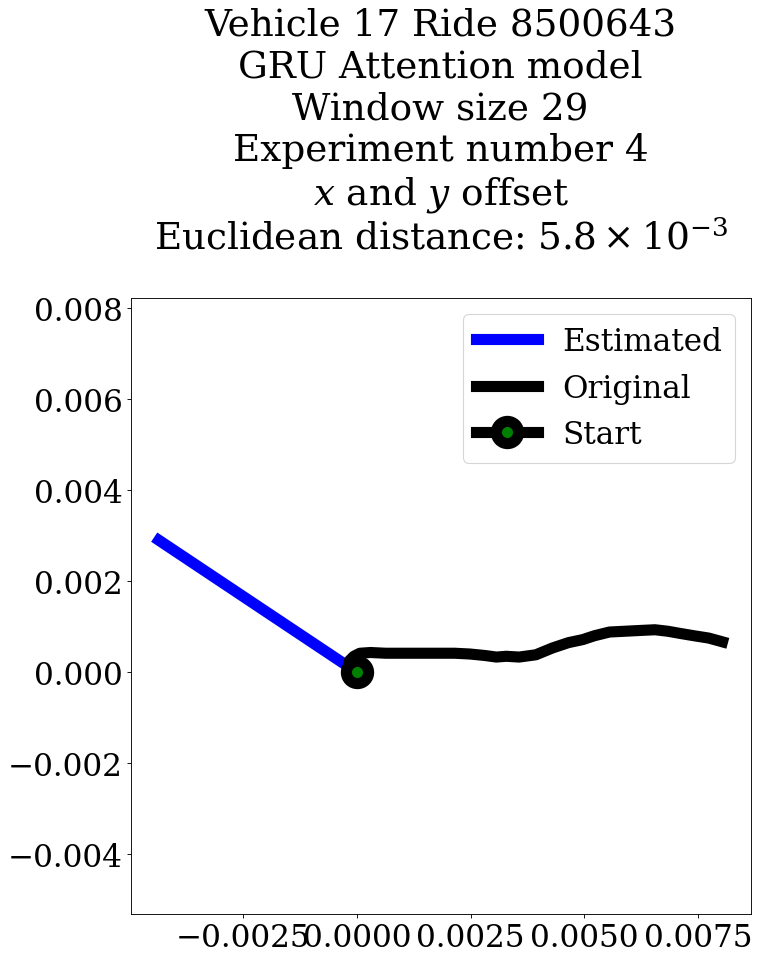 Vehicle 17 Ride 8500643
GRU Attention model
Window size 29
Experiment number 4
x and y offset
Euclidean distance: 5.8 × 10⁻³
Estimated
Original
Start
0.008
0.006
0.004
0.002
0.000
−0.002
−0.004
−0.0025 0.0000 0.0025 0.0050 0.0075